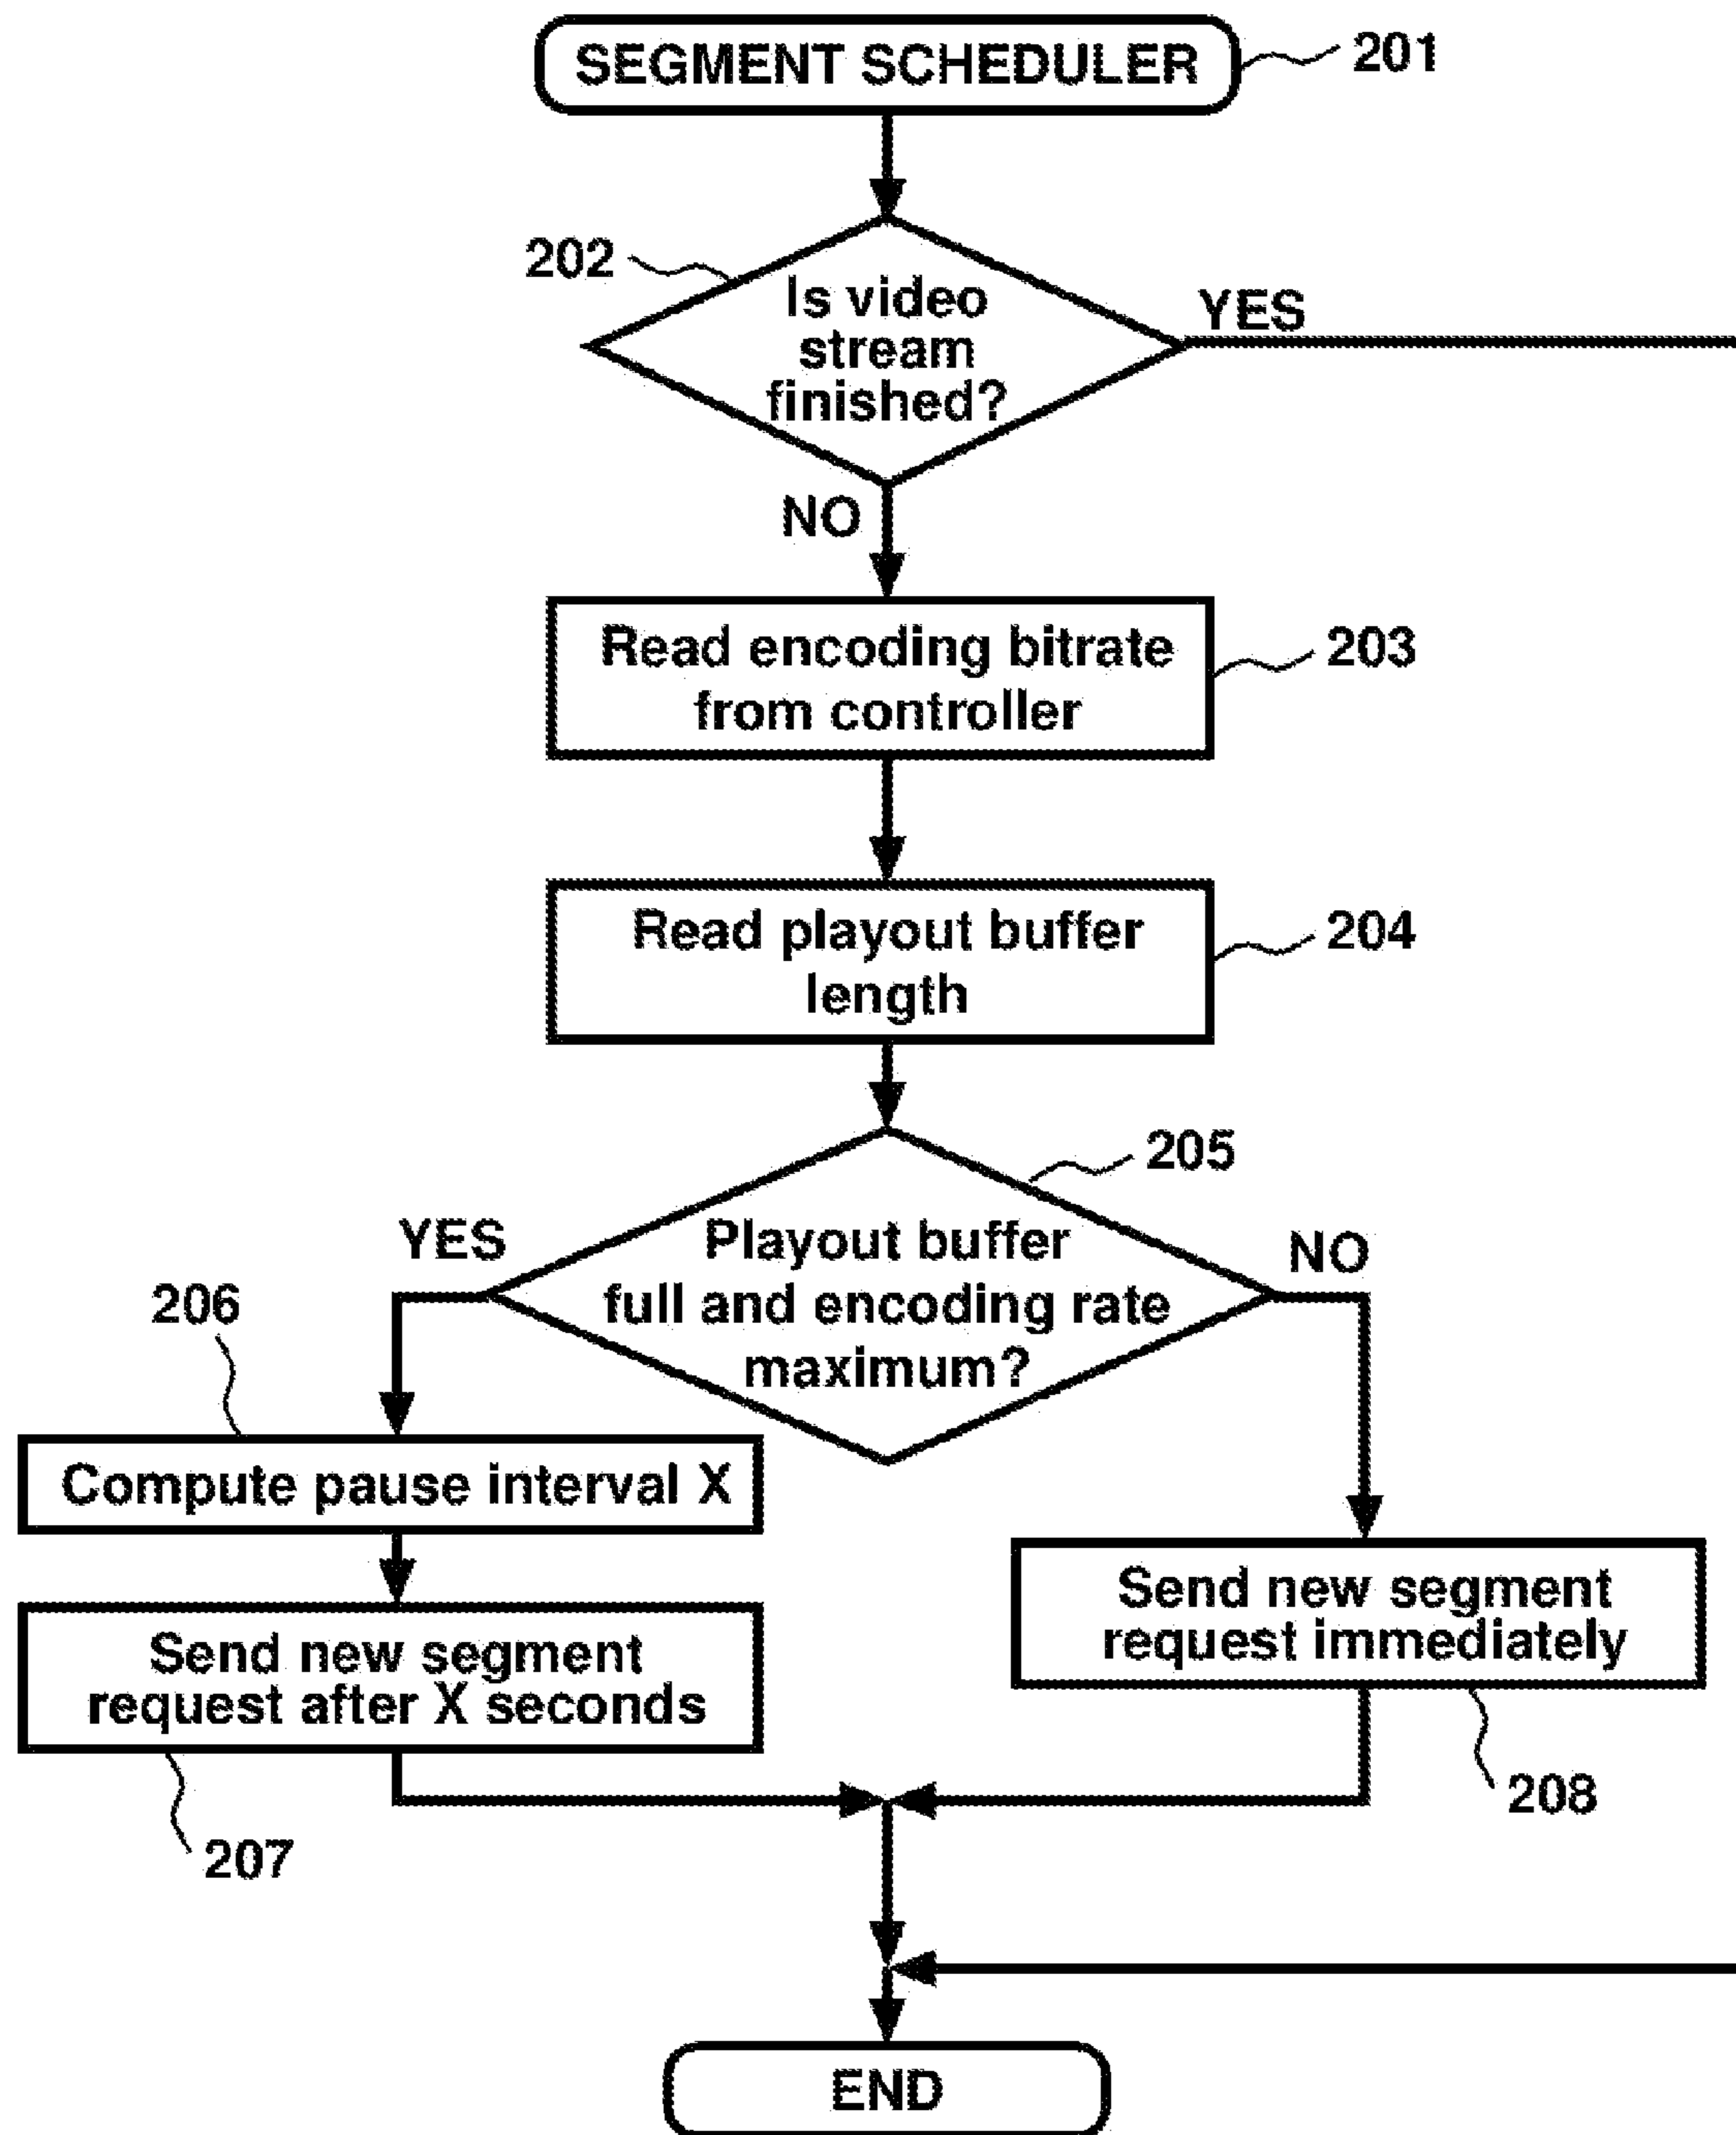 SEGMENT SCHEDULER
201
202
Is video
stream
finished?
YES
NO
Read encoding bitrate
from controller
203
Read playout buffer
length
204
205
YES
Playout buffer
full and encoding rate
maximum?
NO
206
Compute pause interval X
Send new segment
request after X seconds
207
Send new segment
request immediately
208
END